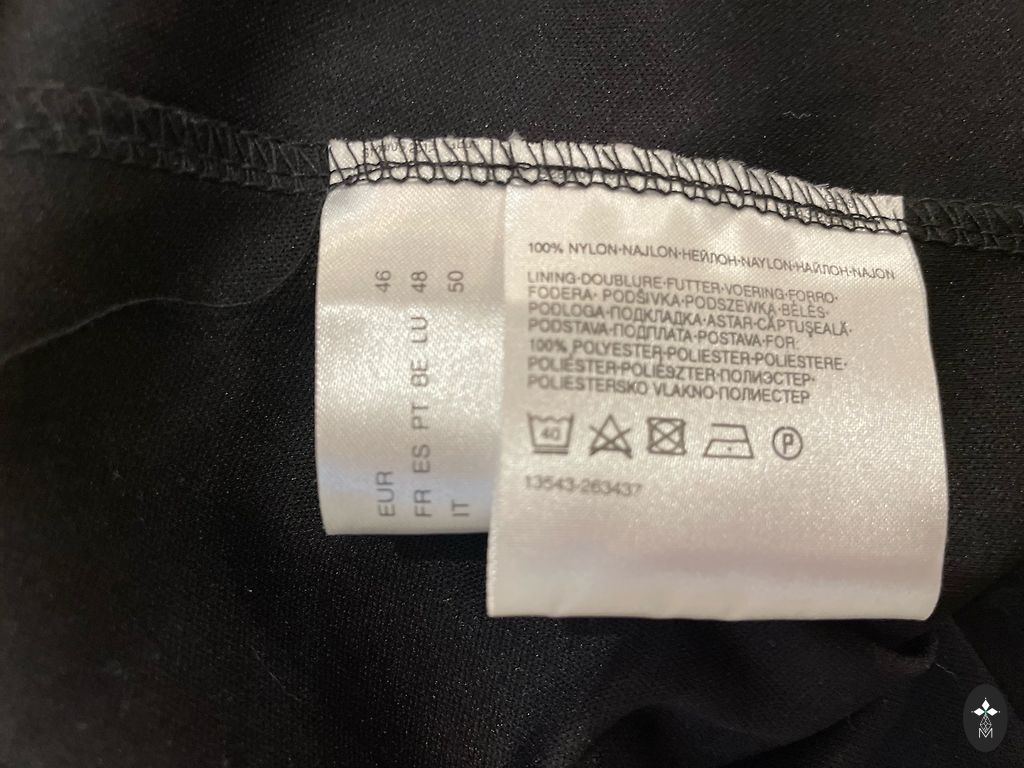 EUR 46
FR ES PT BE LU 48
IT 50
100% NYLON·NAJLON·НЕЙЛОН·NAYLON·НАЙЛОН·NAJON
LINING·DOUBLURE·FUTTER·VOERING·FORRO·
FODERA· PODŠIVKA·PODSZEWKA·BÉLÉS·
PODLOGA·ПОДКЛАДКА·ASTAR·CĂPTUŞEALĂ·
PODSTAVA·ПОДПЛАТА·POSTAVA·FOR:
100% POLYESTER·POLIESTER·POLIESTERE·
POLIÉSTER·POLIÉSZTER·ПОЛИЭСТЕР·
POLIESTERSKO VLAKNO·ПОЛИЕСТЕР
40 P
13543-263437
M